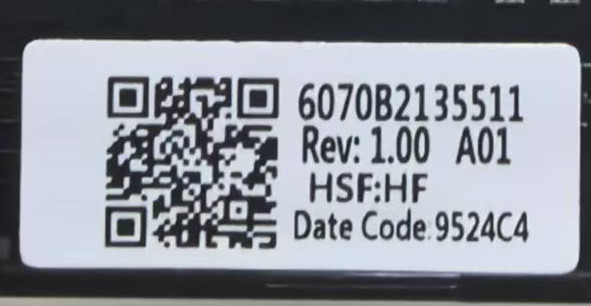 6070B2135511
Rev: 1.00 A01
HSF:HF
Date Code:9524C4